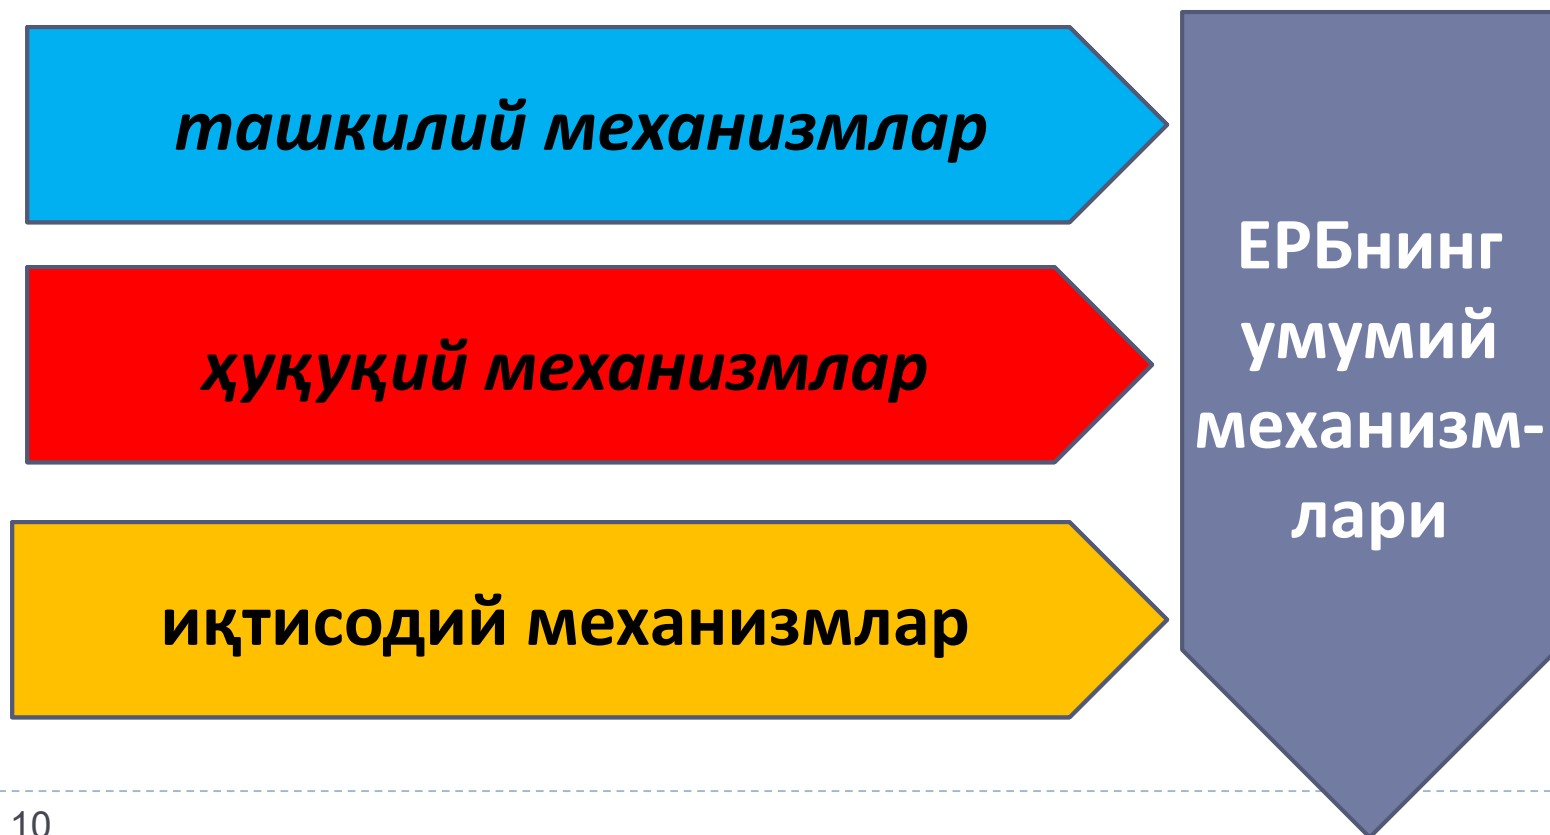 ташкилий механизмлар
ҳуқуқий механизмлар
иқтисодий механизмлар
ЕРБнинг
умумий
механизм-
лари
10